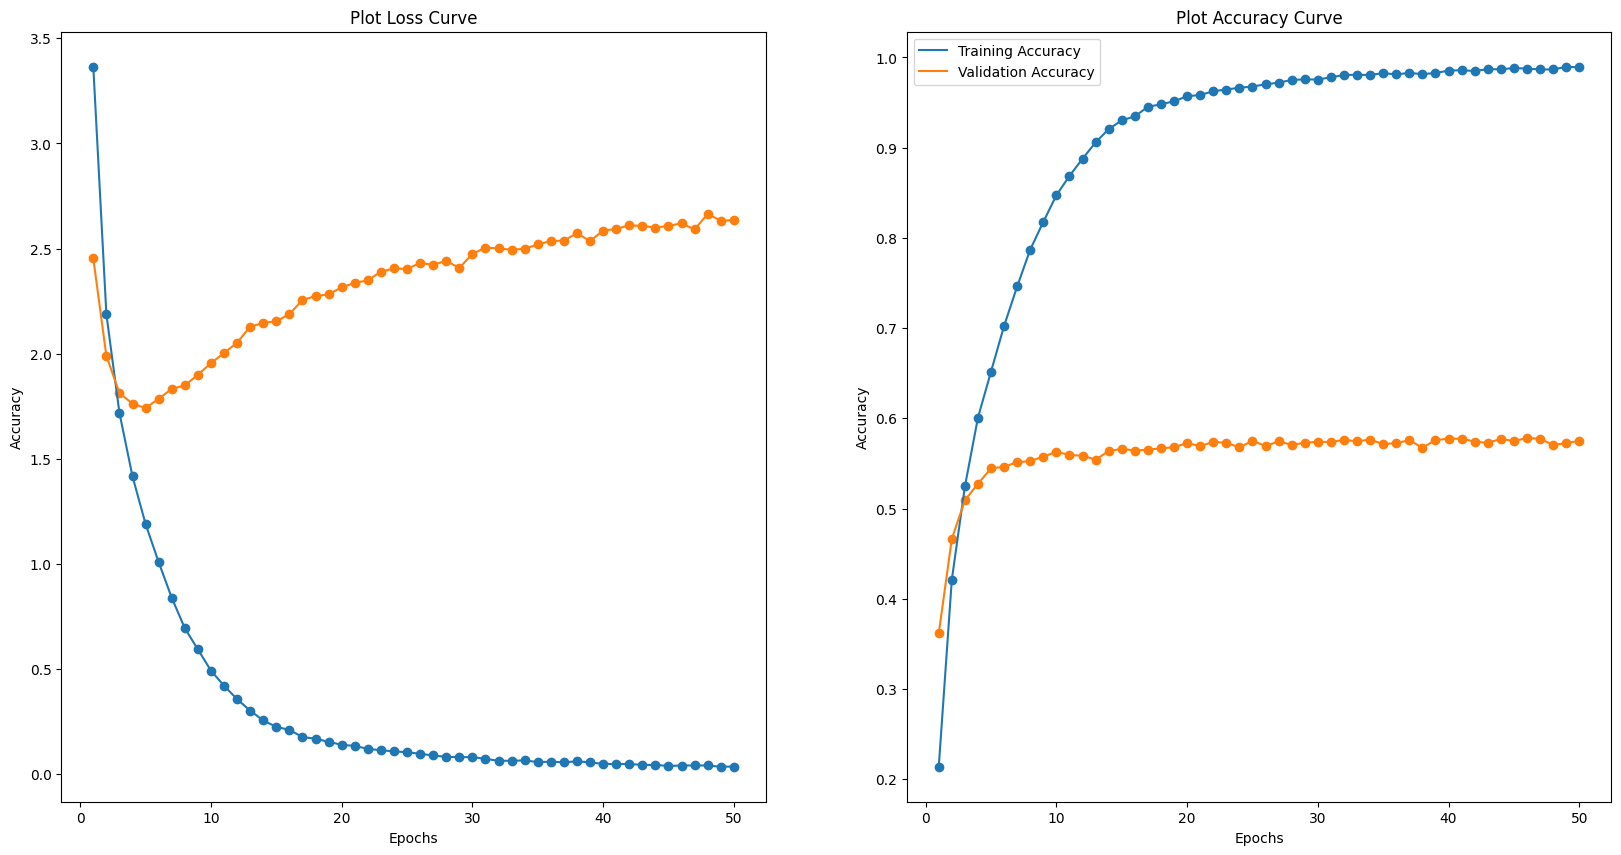 Plot Loss Curve
3.5
3.0
2.5
2.0
1.5
1.0
0.5
0.0
Accuracy
0 10 20 30 40 50
Epochs
Plot Accuracy Curve
Training Accuracy
Validation Accuracy
1.0
0.9
0.8
0.7
0.6
0.5
0.4
0.3
0.2
Accuracy
0 10 20 30 40 50
Epochs